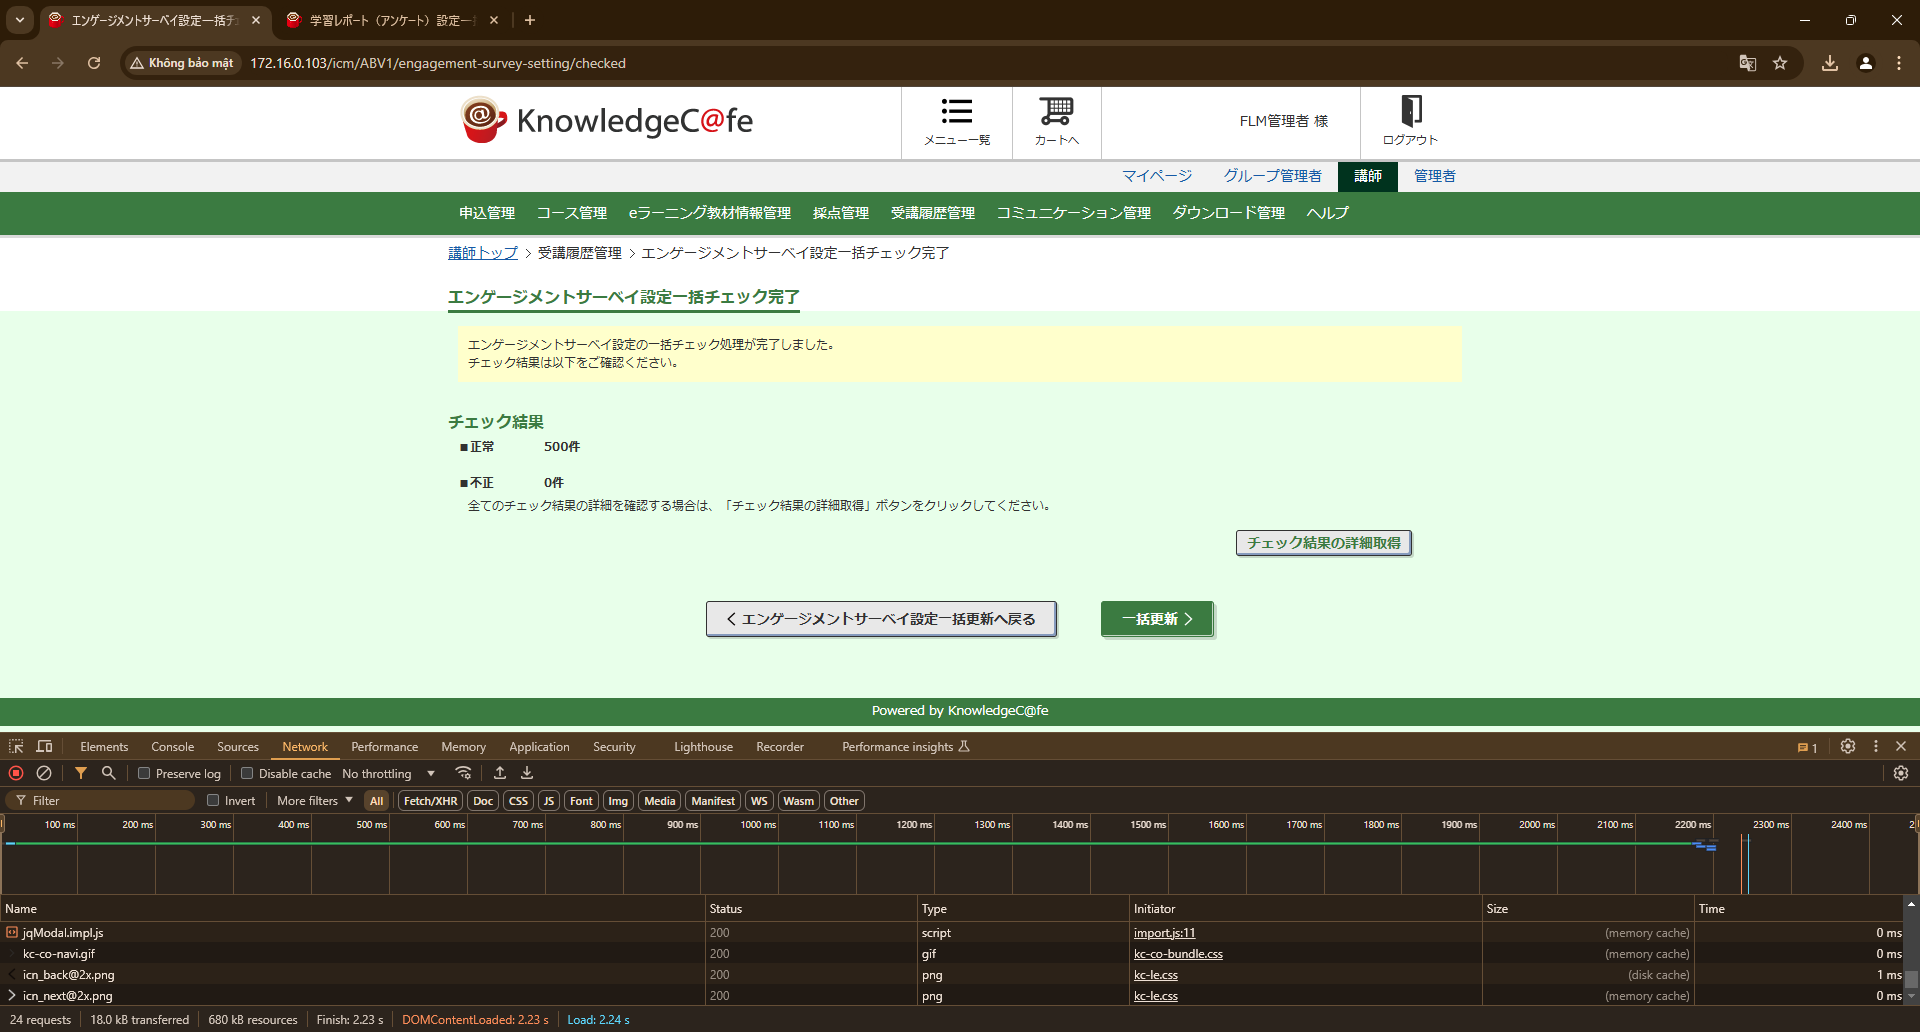 エンゲージメントサーベイ設定一括チェ
学習レポート（アンケート）設定一
Không bảo mật
172.16.0.103/icm/ABV1/engagement-survey-setting/checked
KnowledgeC@fe
メニュー一覧
カートへ
FLM管理者 様
ログアウト
マイページ グループ管理者 講師 管理者
申込管理 コース管理 eラーニング教材情報管理 採点管理 受講履歴管理 コミュニケーション管理 ダウンロード管理 ヘルプ
講師トップ > 受講履歴管理 > エンゲージメントサーベイ設定一括チェック完了
エンゲージメントサーベイ設定一括チェック完了
エンゲージメントサーベイ設定の一括チェック処理が完了しました。
チェック結果は以下をご確認ください。
チェック結果
■正常 500件
■不正 0件
全てのチェック結果の詳細を確認する場合は、「チェック結果の詳細取得」ボタンをクリックしてください。
チェック結果の詳細取得
エンゲージメントサーベイ設定一括更新へ戻る
一括更新
Powered by KnowledgeC@fe
Elements Console Sources Network Performance Memory Application Security Lighthouse Recorder Performance insights 1
Preserve log Disable cache No throttling
Filter Invert More filters All Fetch/XHR Doc CSS JS Font Img Media Manifest WS Wasm Other
100 ms 200 ms 300 ms 400 ms 500 ms 600 ms 700 ms 800 ms 900 ms 1000 ms 1100 ms 1200 ms 1300 ms 1400 ms 1500 ms 1600 ms 1700 ms 1800 ms 1900 ms 2000 ms 2100 ms 2200 ms 2300 ms 2400 ms
Name Status Type Initiator Size Time
jqModal.impl.js 200 script import.js:11 (memory cache) 0 ms
kc-co-navi.gif 200 gif kc-co-bundle.css (memory cache) 0 ms
icn_back@2x.png 200 png kc-le.css (disk cache) 1 ms
icn_next@2x.png 200 png kc-le.css (memory cache) 0 ms
24 requests 18.0 kB transferred 680 kB resources Finish: 2.23 s DOMContentLoaded: 2.23 s Load: 2.24 s